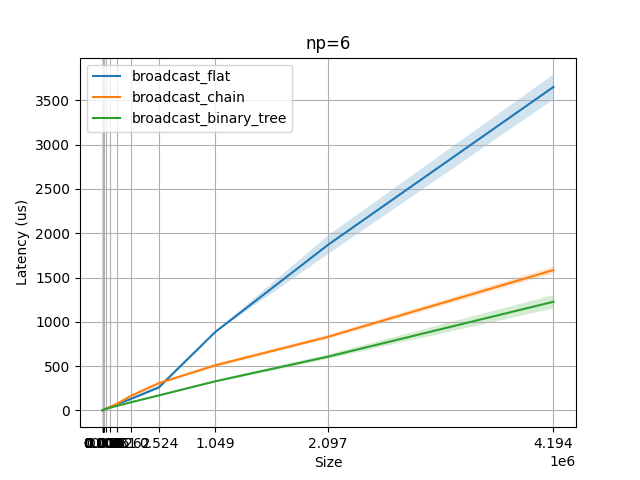 np=6
broadcast_flat
broadcast_chain
broadcast_binary_tree
Latency (us)
3500
3000
2500
2000
1500
1000
500
0
0.524 1.049 2.097 4.194
1e6
Size